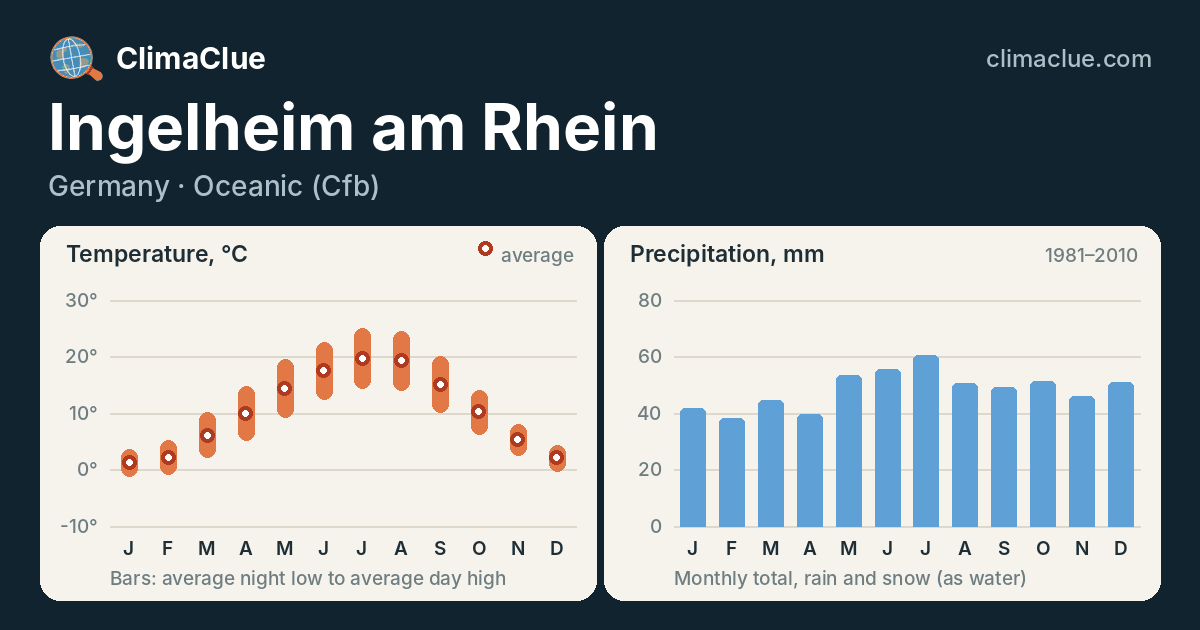 ClimaClue
climaclue.com
Ingelheim am Rhein
Germany · Oceanic (Cfb)
Temperature, °C
average
30°
20°
10°
0°
-10°
J F M A M J J A S O N D
Bars: average night low to average day high
Precipitation, mm
1981–2010
80
60
40
20
0
J F M A M J J A S O N D
Monthly total, rain and snow (as water)